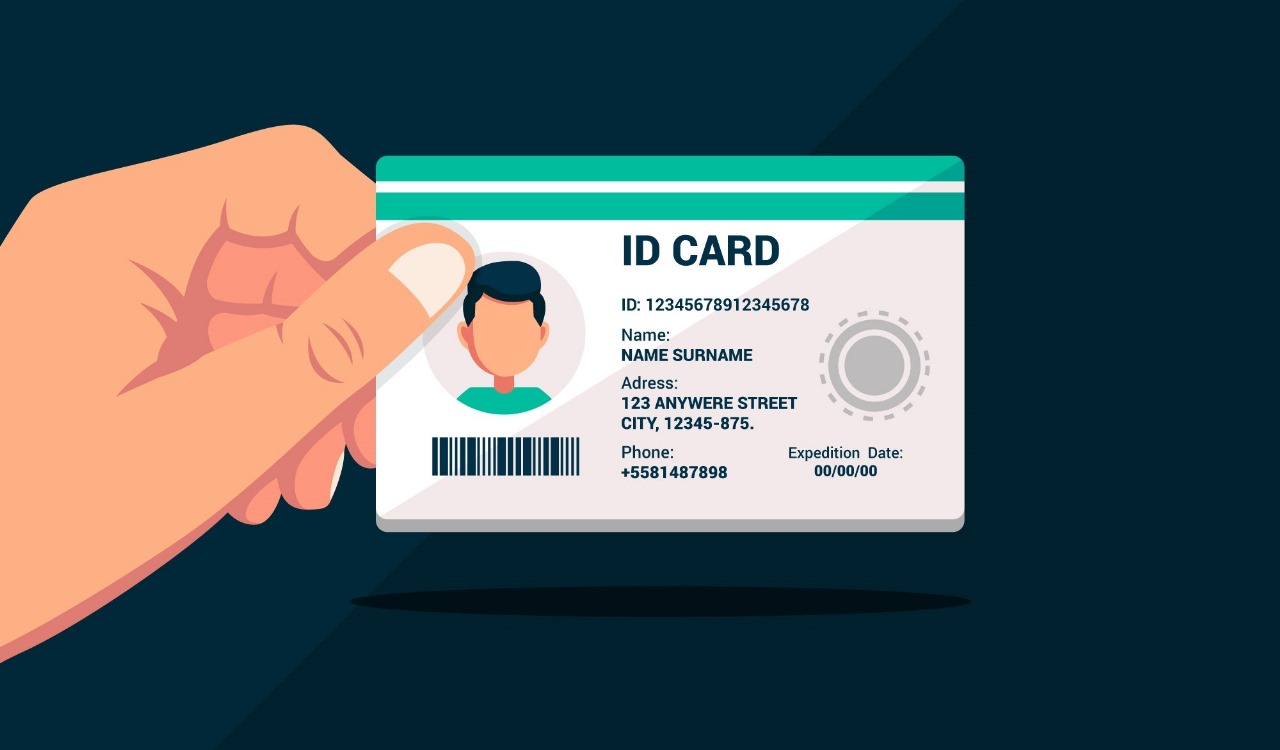 ID CARD
ID: 12345678912345678
Name:
NAME SURNAME
Adress:
123 ANYWERE STREET
CITY, 12345-875.
Phone:
+5581487898
Expedition Date:
00/00/00